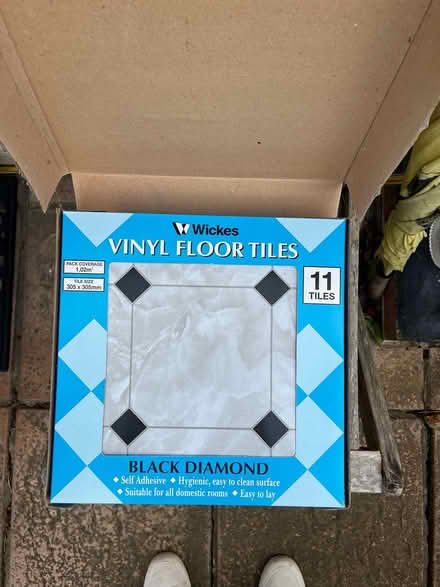 Wickes
VINYL FLOOR TILES
PACK COVERAGE
1.02m²
TILE SIZE
305 x 305mm
11
TILES
BLACK DIAMOND
◆ Self Adhesive ◆ Hygienic, easy to clean surface
◆ Suitable for all domestic rooms ◆ Easy to lay